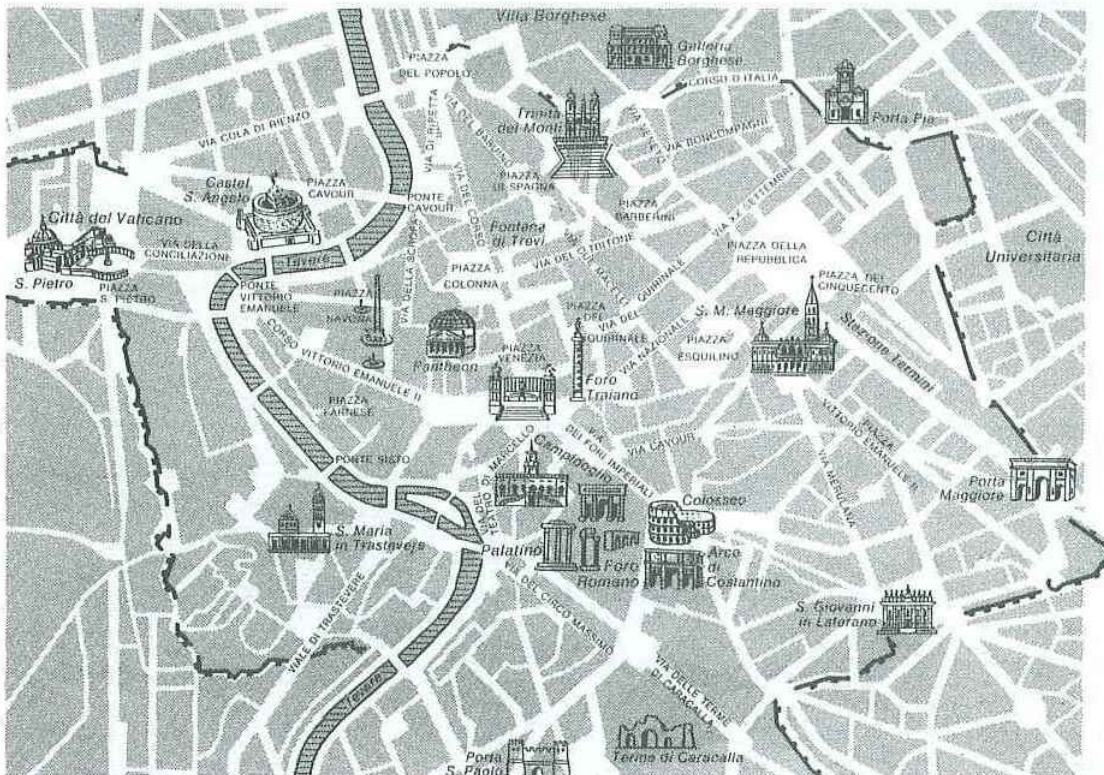 Villa Borghese
Galleria
Borghese
PIAZZA
DEL POPOLO
CORSO D'ITALIA
Porta Pia
VIA COLA DI RIENZO
VIA DI RIPETTA
VIA DEL BABUINO
Trinità
dei Monti
VIA BONCOMPAGNI
VIA XX SETTEMBRE
Castel
S. Angelo
PIAZZA
CAVOUR
PONTE
CAVOUR
VIA DEL CORSO
PIAZZA
DI SPAGNA
PIAZZA
BARBERINI
Città del Vaticano
VIA DELLA
CONCILIAZIONE
S. Pietro
PIAZZA
S. PIETRO
Tevere
PONTE
VITTORIO
EMANUELE
VIA DELLA SCROFA
Fontana
di Trevi
VIA DEL TRITONE
VIA DUE MACELLI
PIAZZA DELLA
REPUBBLICA
Città
Universitaria
PIAZZA
COLONNA
PIAZZA
NAVONA
PIAZZA DEI
CINQUECENTO
PIAZZA
DEL
QUIRINALE
VIA DEL
QUIRINALE
VIA NAZIONALE
S. M. Maggiore
PIAZZA
ESQUILINO
Stazione Termini
CORSO VITTORIO EMANUELE II
Pantheon
PIAZZA
VENEZIA
Foro
Traiano
PIAZZA
FARNESE
PIAZZA
VITTORIO EMANUELE II
VIA
DEI FORI IMPERIALI
VIA CAVOUR
VIA MERULANA
PONTE SISTO
VIA DEL
TEATRO DI MARCELLO
Campidoglio
Colosseo
Porta
Maggiore
S. Maria
in Trastevere
Palatino
Foro
Romano
Arco
di
Costantino
VIALE DI TRASTEVERE
VIA DEL CIRCO MASSIMO
S. Giovanni
in Laterano
Tevere
VIA DELLE TERME
DI CARACALLA
Porta
S. Paolo
Terme di Caracalla